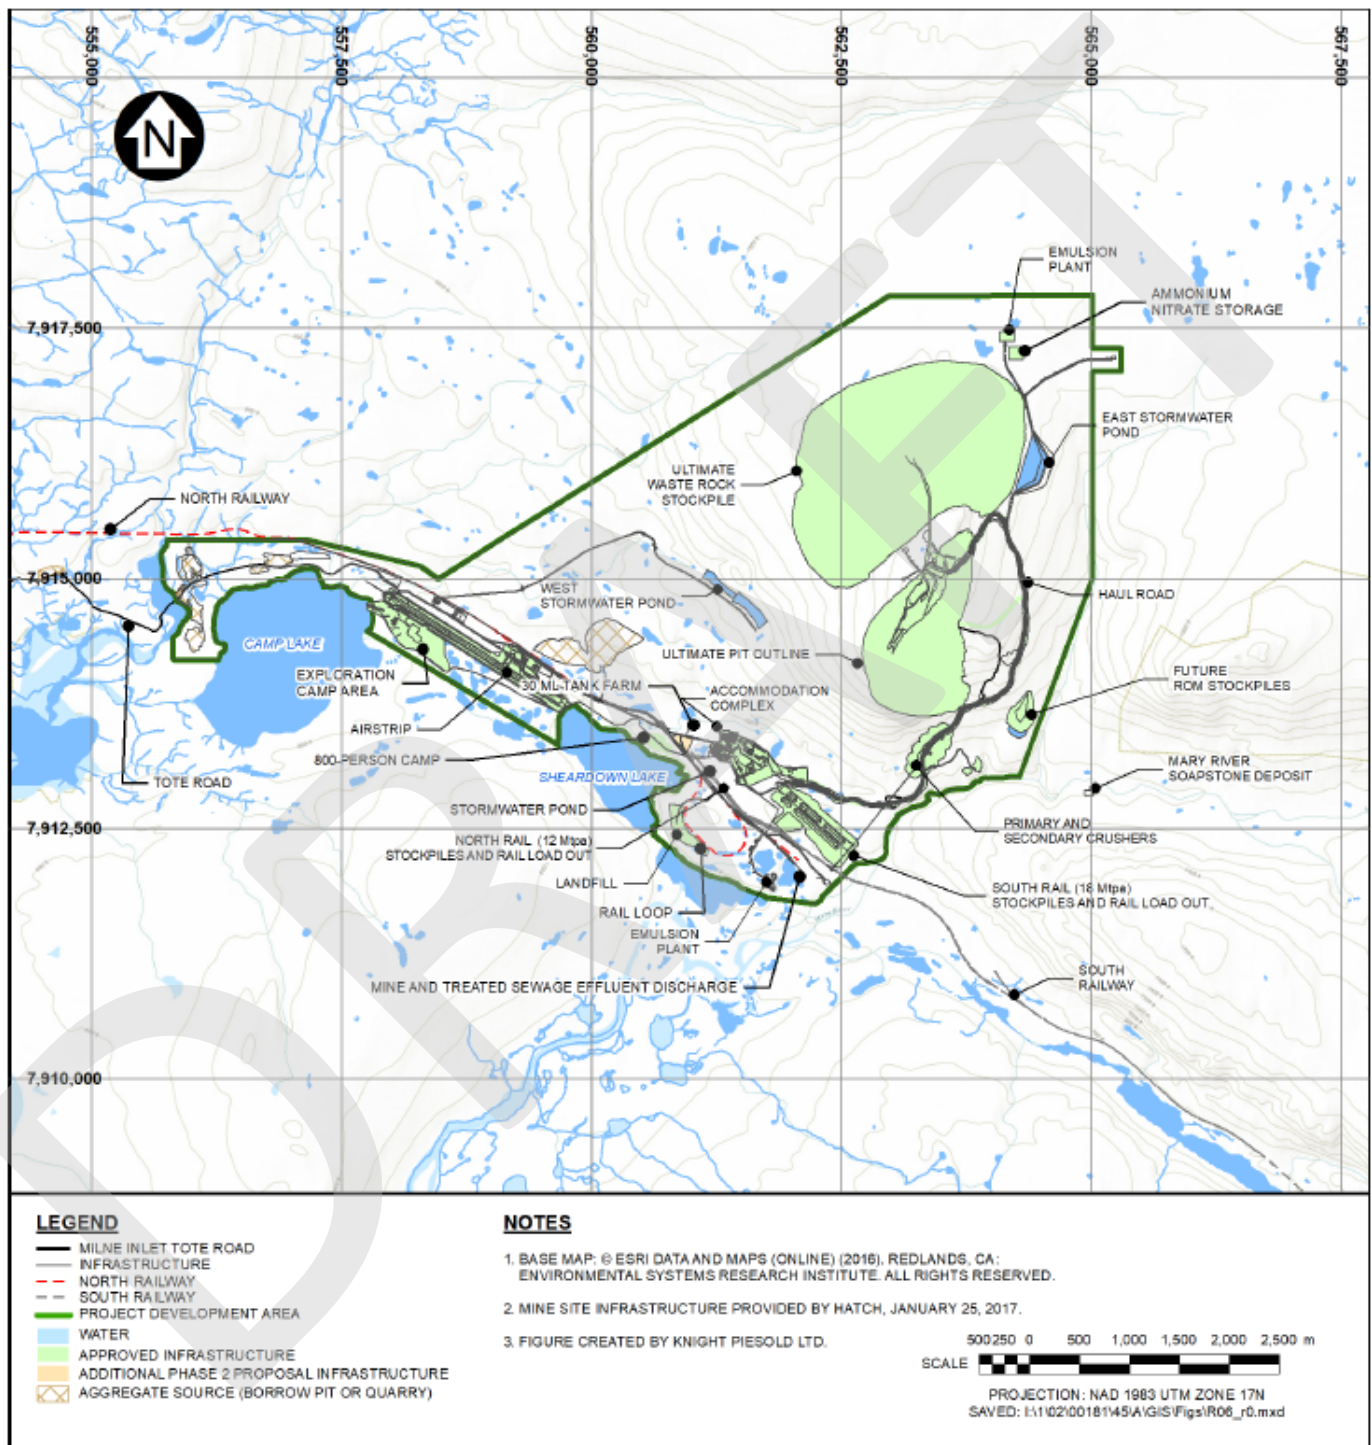 555,000
557,500
560,000
562,500
565,000
567,500
N
EMULSION
PLANT
AMMONIUM
NITRATE STORAGE
7,917,500
EAST STORMWATER
POND
ULTIMATE
WASTE ROCK
STOCKPILE
NORTH RAILWAY
7,915,000
WEST
STORMWATER POND
HAUL ROAD
CAMP LAKE
ULTIMATE PIT OUTLINE
EXPLORATION
CAMP AREA
30 ML TANK FARM
ACCOMMODATION
COMPLEX
FUTURE
ROM STOCKPILES
AIRSTRIP
800-PERSON CAMP
TOTE ROAD
SHEARDOWN LAKE
MARY RIVER
SOAPSTONE DEPOSIT
STORMWATER POND
7,912,500
PRIMARY AND
SECONDARY CRUSHERS
NORTH RAIL (12 Mtpa)
STOCKPILES AND RAIL LOAD OUT
LANDFILL
SOUTH RAIL (18 Mtpa)
STOCKPILES AND RAIL LOAD OUT
RAIL LOOP
EMULSION
PLANT
MINE AND TREATED SEWAGE EFFLUENT DISCHARGE
SOUTH
RAILWAY
7,910,000
DRAFT
LEGEND
MILNE INLET TOTE ROAD
INFRASTRUCTURE
NORTH RAILWAY
SOUTH RAILWAY
PROJECT DEVELOPMENT AREA
WATER
APPROVED INFRASTRUCTURE
ADDITIONAL PHASE 2 PROPOSAL INFRASTRUCTURE
AGGREGATE SOURCE (BORROW PIT OR QUARRY)
NOTES
1. BASE MAP: © ESRI DATA AND MAPS (ONLINE) (2016), REDLANDS, CA:
ENVIRONMENTAL SYSTEMS RESEARCH INSTITUTE. ALL RIGHTS RESERVED.
2. MINE SITE INFRASTRUCTURE PROVIDED BY HATCH, JANUARY 25, 2017.
3. FIGURE CREATED BY KNIGHT PIESOLD LTD.
500 250 0 500 1,000 1,500 2,000 2,500 m
SCALE
PROJECTION: NAD 1983 UTM ZONE 17N
SAVED: I:\1\02\00181\45\A\GIS\Figs\R06_r0.mxd